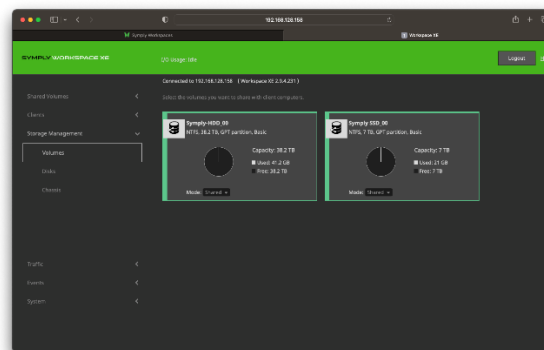 192.168.128.158
Symply Workspaces
Workspace XE
SYMPLY WORKSPACE XE
I/O usage: Idle
Logout
Connected to 192.168.128.158 ( Workspace XE 2.5.4.231 )
Select the volumes you want to share with client computers.
Shared Volumes
Clients
Storage Management
Volumes
Disks
Chassis
Traffic
Events
System
Symply-HDD_00
NTFS, 38.2 TB, GPT partition, Basic
Capacity: 38.2 TB
Used: 41.2 GB
Free: 38.2 TB
Mode: Shared
Symply SSD_00
NTFS, 7 TB, GPT partition, Basic
Capacity: 7 TB
Used: 21 GB
Free: 7 TB
Mode: Shared